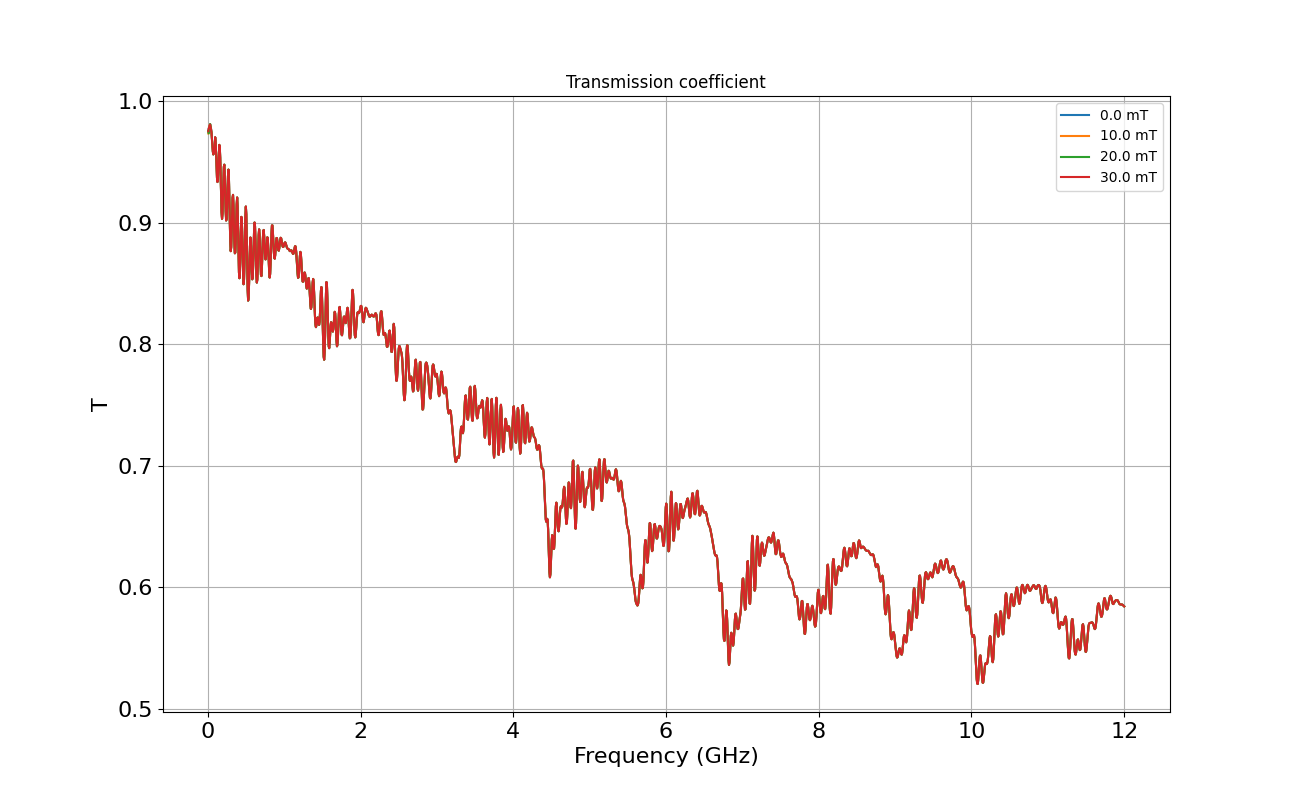 Transmission coefficient
1.0
0.9
0.8
0.7
0.6
0.5
T
0.0 mT
10.0 mT
20.0 mT
30.0 mT
0 2 4 6 8 10 12
Frequency (GHz)